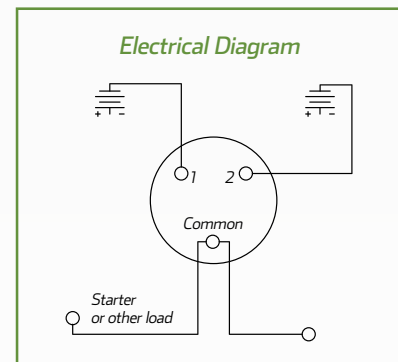 Electrical Diagram
+ -
+ -
1
2
Common
Starter
or other load